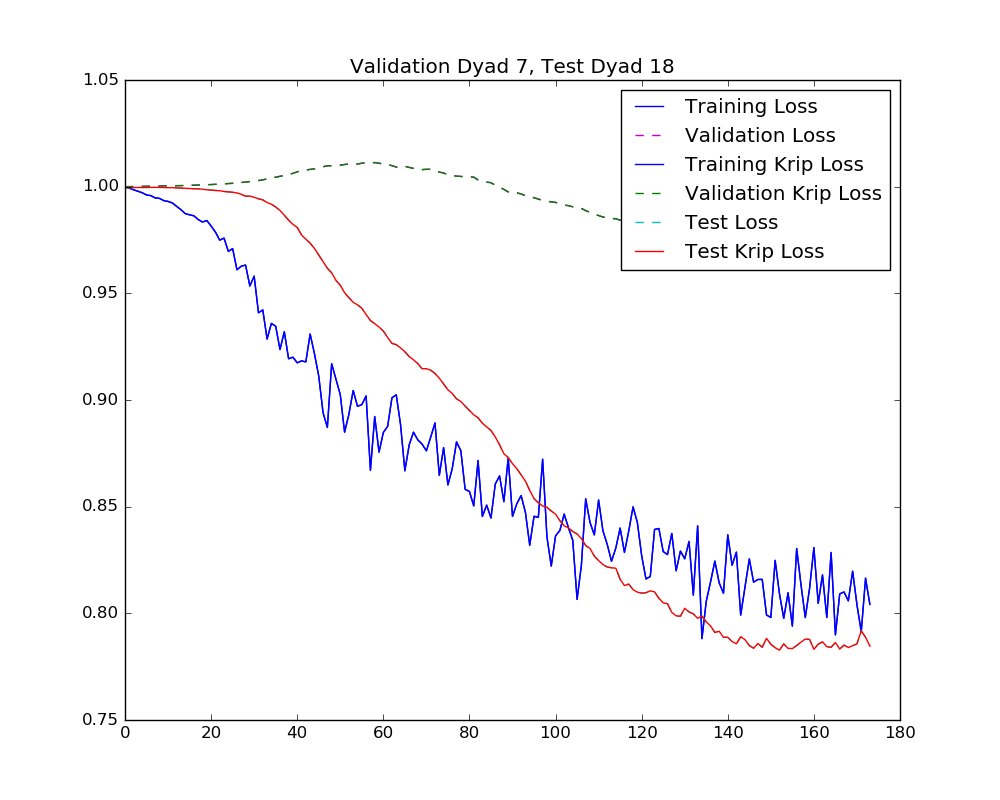 Validation Dyad 7, Test Dyad 18
1.05
1.00
0.95
0.90
0.85
0.80
0.75
Training Loss
Validation Loss
Training Krip Loss
Validation Krip Loss
Test Loss
Test Krip Loss
0 20 40 60 80 100 120 140 160 180